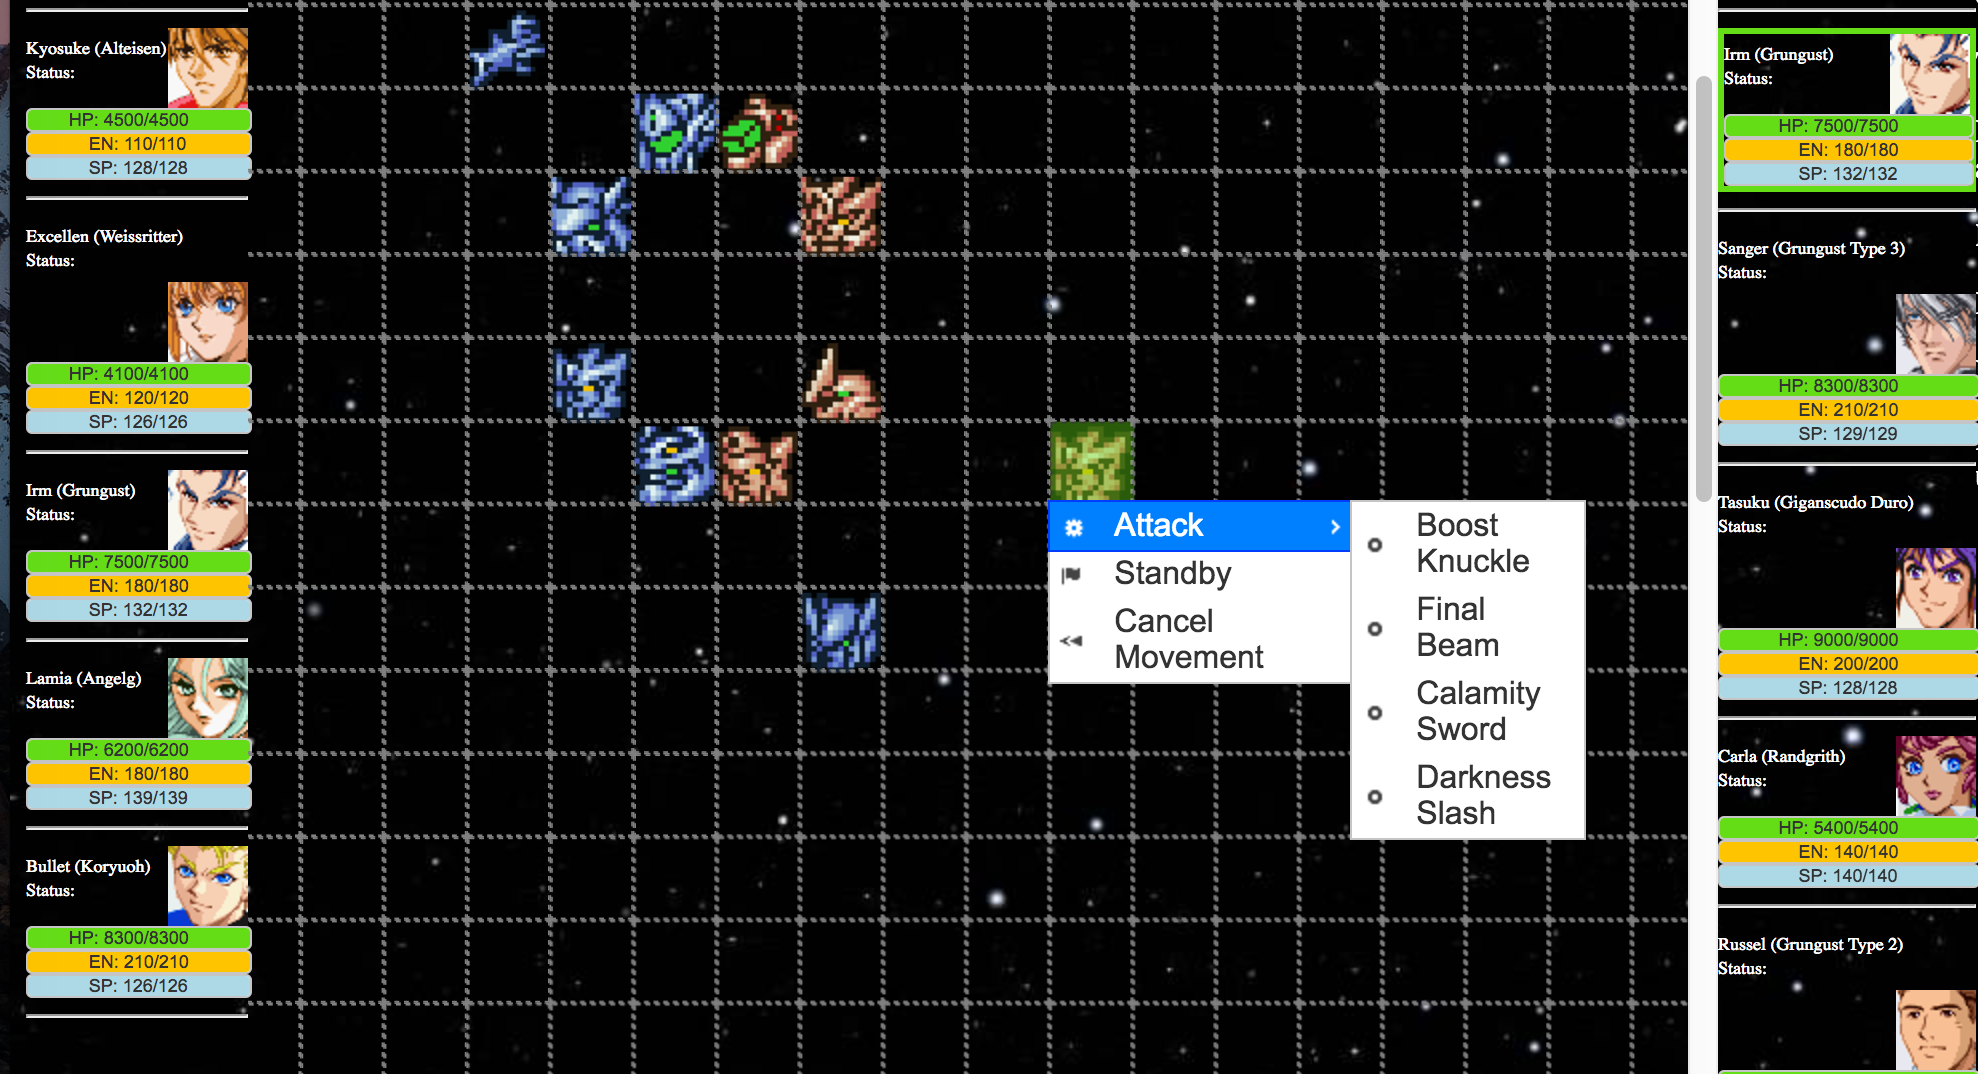 Kyosuke (Alteisen)
Status:
HP: 4500/4500
EN: 110/110
SP: 128/128
Excellen (Weissritter)
Status:
HP: 4100/4100
EN: 120/120
SP: 126/126
Irm (Grungust)
Status:
HP: 7500/7500
EN: 180/180
SP: 132/132
Lamia (Angelg)
Status:
HP: 6200/6200
EN: 180/180
SP: 139/139
Bullet (Koryuoh)
Status:
HP: 8300/8300
EN: 210/210
SP: 126/126
Attack
Standby
Cancel
Movement
Boost
Knuckle
Final
Beam
Calamity
Sword
Darkness
Slash
Irm (Grungust)
Status:
HP: 7500/7500
EN: 180/180
SP: 132/132
Sanger (Grungust Type 3)
Status:
HP: 8300/8300
EN: 210/210
SP: 129/129
Tasuku (Giganscudo Duro)
Status:
HP: 9000/9000
EN: 200/200
SP: 128/128
Carla (Randgrith)
Status:
HP: 5400/5400
EN: 140/140
SP: 140/140
Russel (Grungust Type 2)
Status: